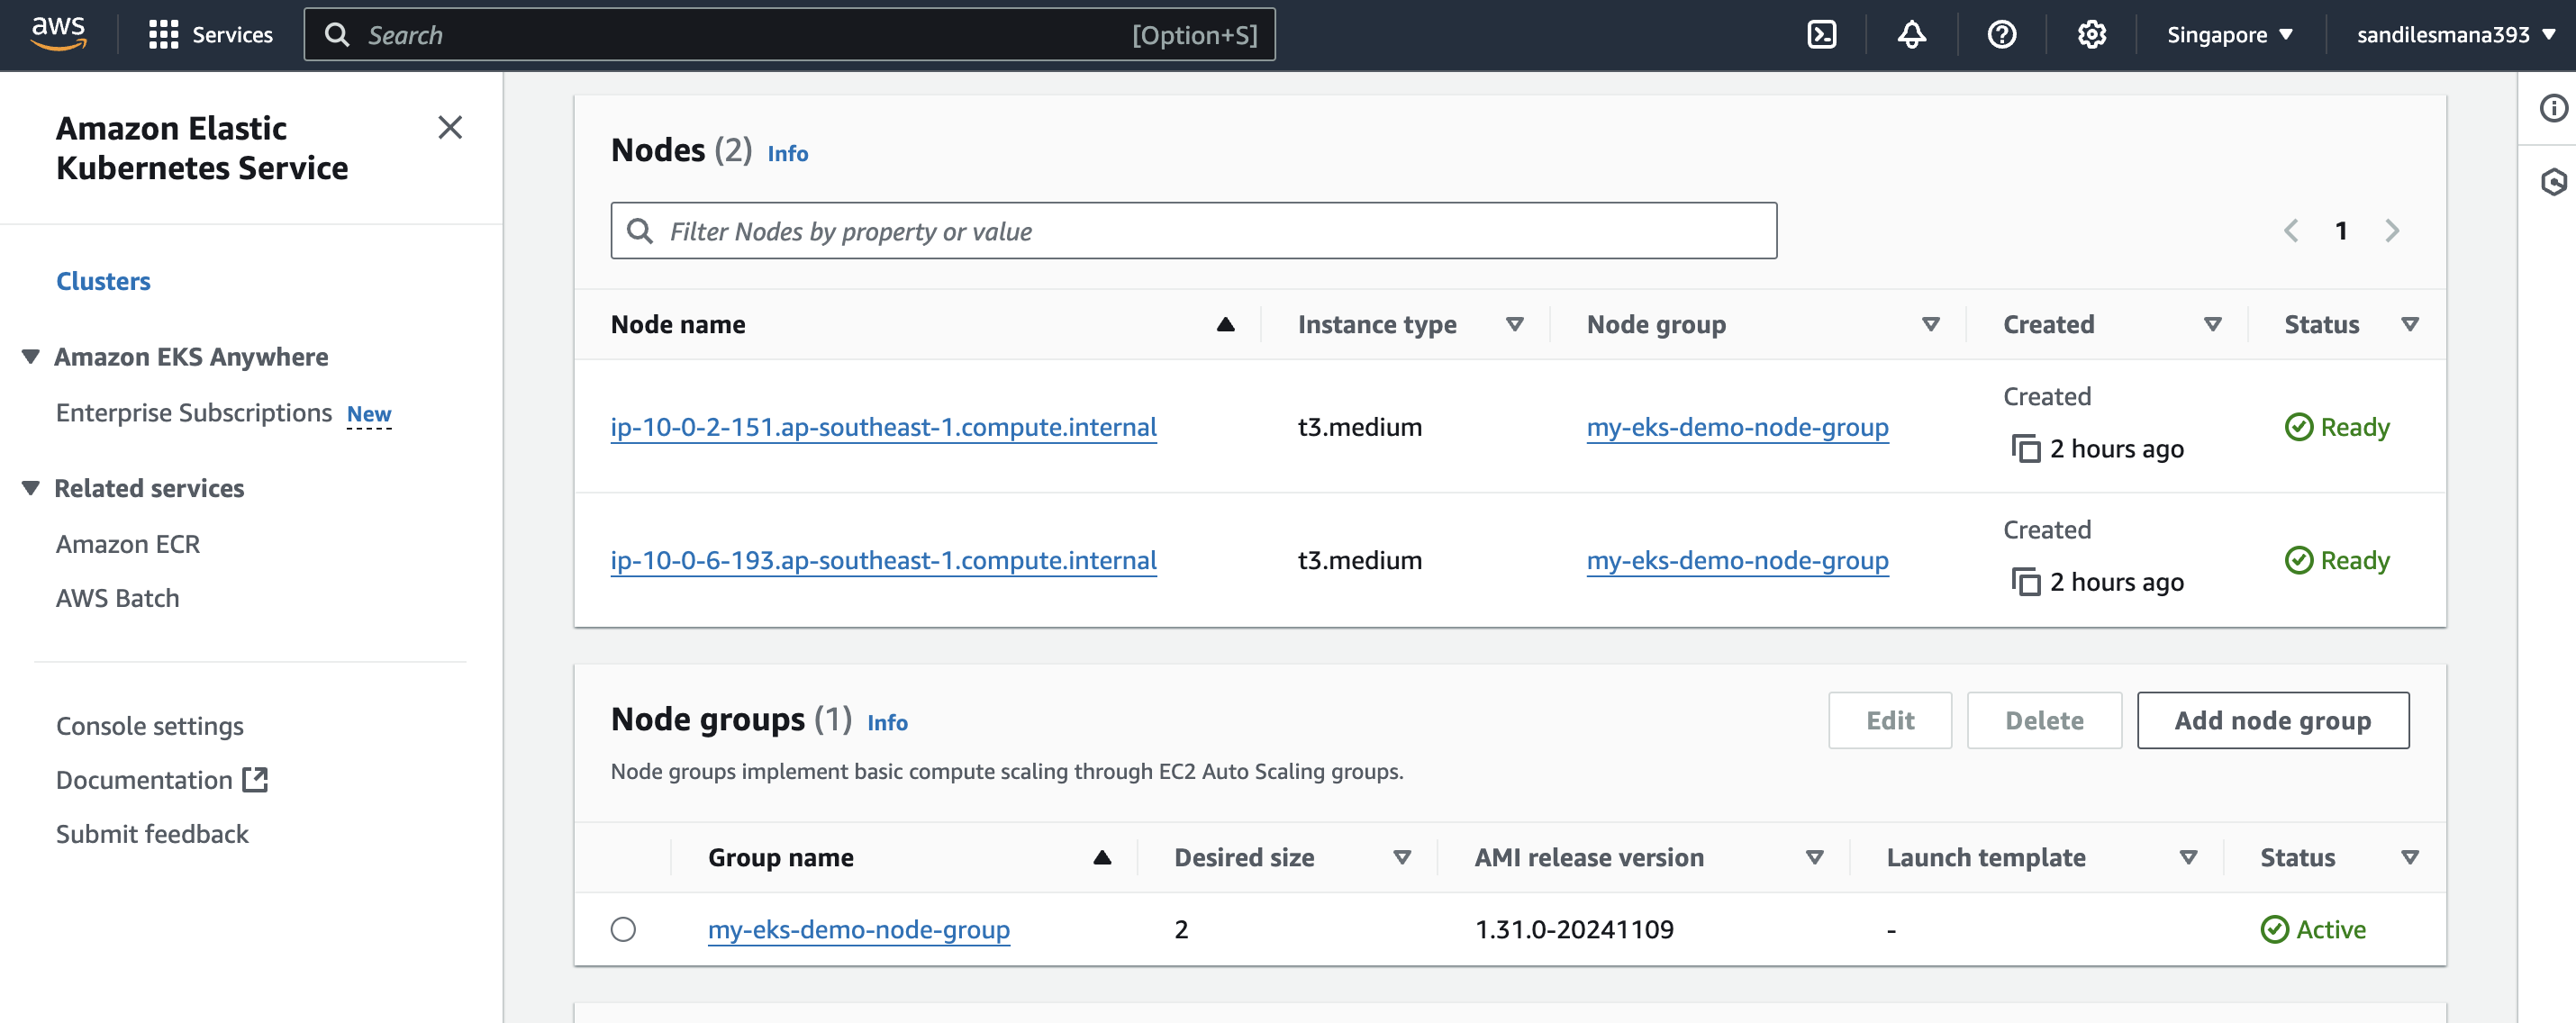 aws
Services
Search
[Option+S]
Singapore
sandilesmana393
Amazon Elastic
Kubernetes Service
Clusters
Amazon EKS Anywhere
Enterprise Subscriptions New
Related services
Amazon ECR
AWS Batch
Console settings
Documentation
Submit feedback
Nodes (2) Info
Filter Nodes by property or value
1
Node name Instance type Node group Created Status
ip-10-0-2-151.ap-southeast-1.compute.internal t3.medium my-eks-demo-node-group Created 2 hours ago Ready
ip-10-0-6-193.ap-southeast-1.compute.internal t3.medium my-eks-demo-node-group Created 2 hours ago Ready
Node groups (1) Info
Edit Delete Add node group
Node groups implement basic compute scaling through EC2 Auto Scaling groups.
Group name Desired size AMI release version Launch template Status
my-eks-demo-node-group 2 1.31.0-20241109 - Active